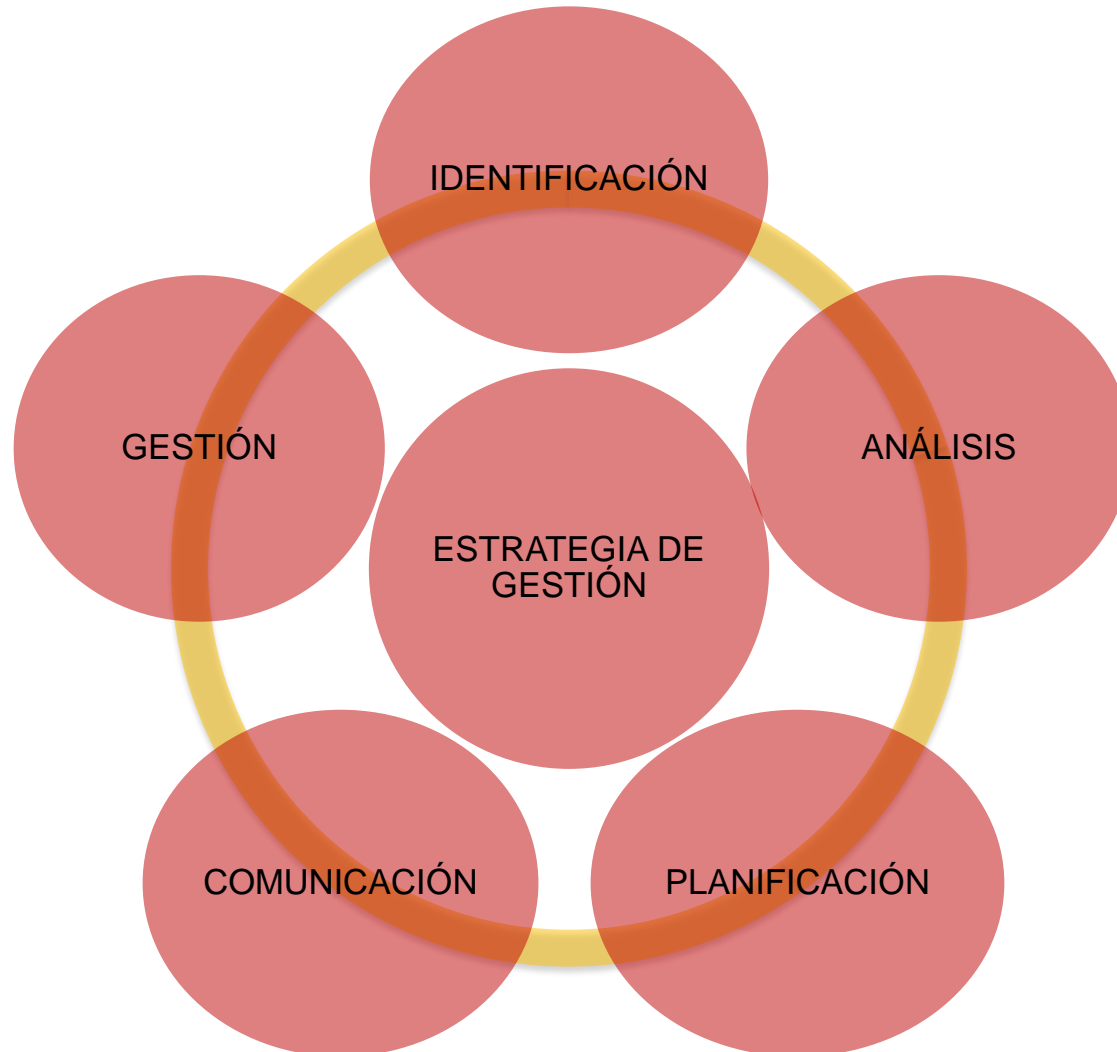 IDENTIFICACIÓN
GESTIÓN
ANÁLISIS
ESTRATEGIA DE
GESTIÓN
COMUNICACIÓN
PLANIFICACIÓN